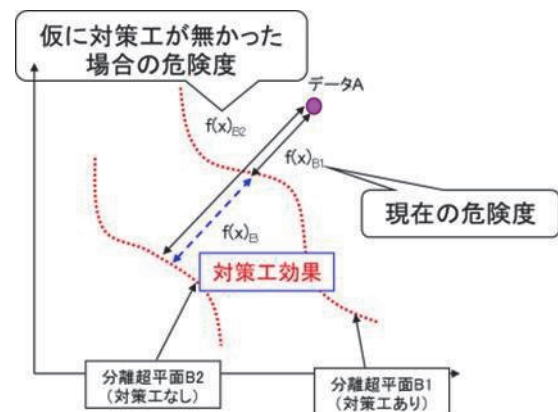 仮に対策工が無かった
場合の危険度
データA
f(x)B2
f(x)B1
現在の危険度
f(x)B
対策工効果
分離超平面B2
(対策工なし)
分離超平面B1
(対策工あり)